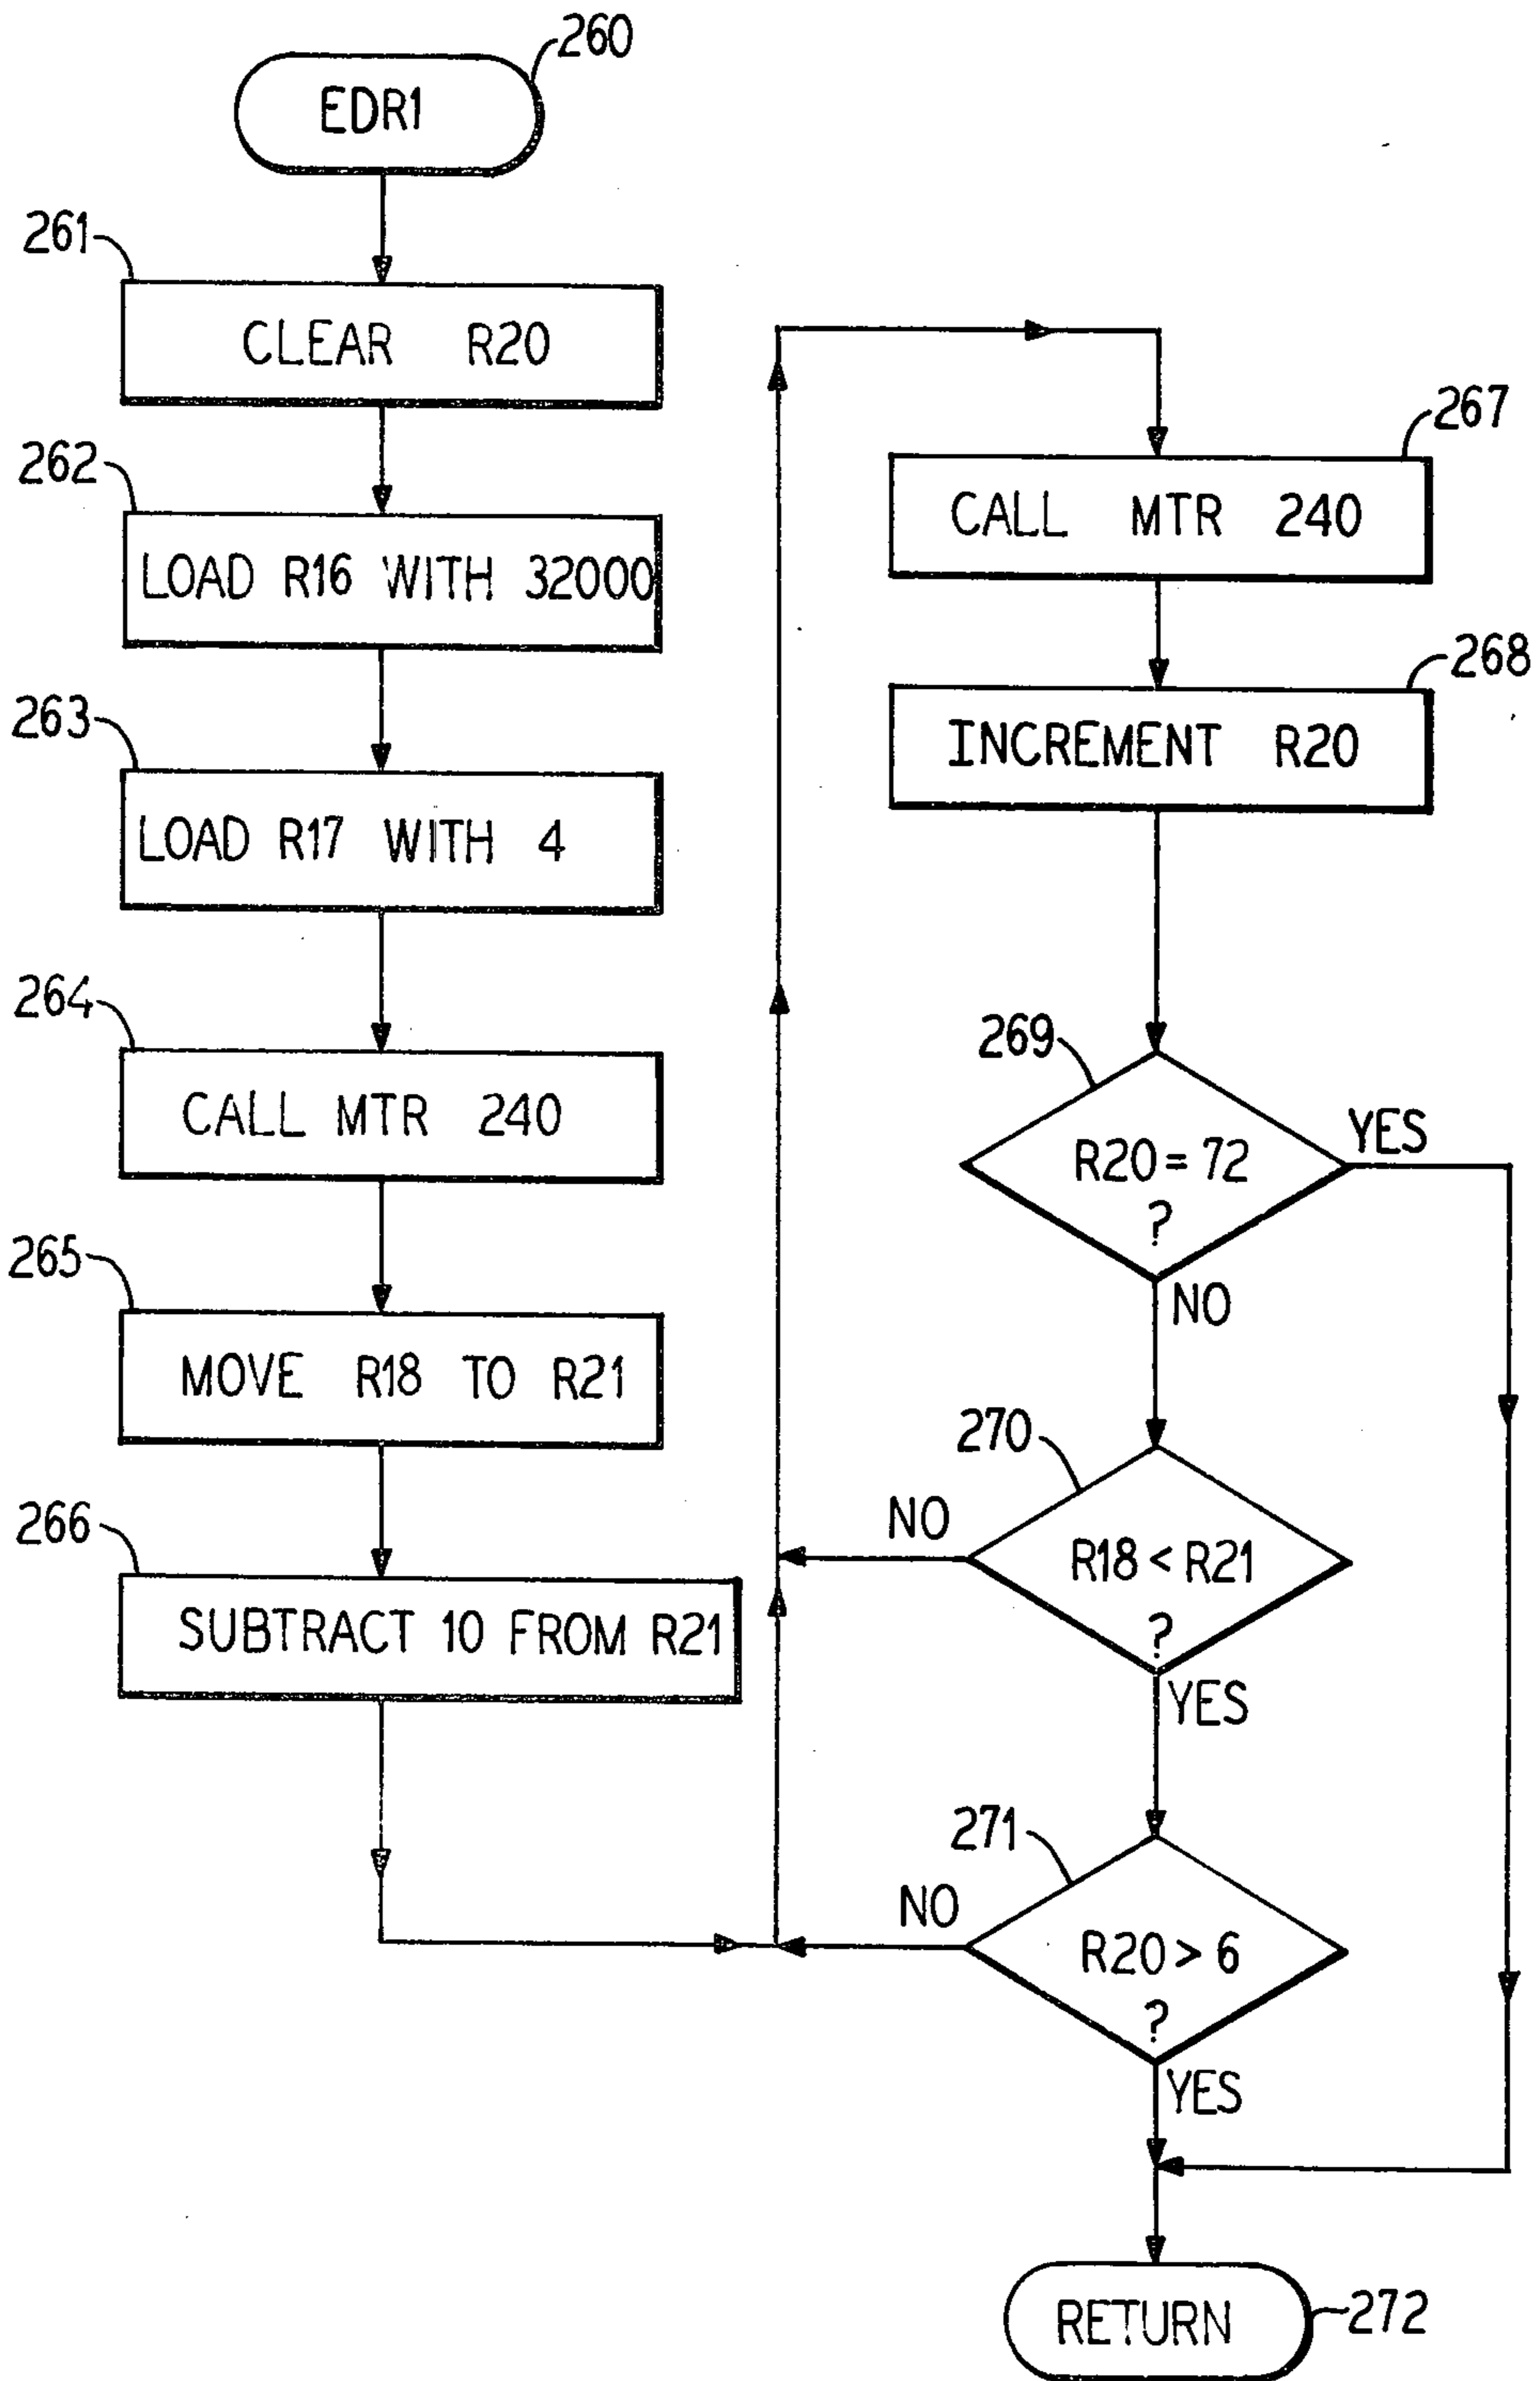 260
EDR1
261
CLEAR R20
262
LOAD R16 WITH 32000
263
LOAD R17 WITH 4
264
CALL MTR 240
265
MOVE R18 TO R21
266
SUBTRACT 10 FROM R21
267
CALL MTR 240
268
INCREMENT R20
269
R20 = 72
?
YES
NO
270
R18 < R21
?
NO
YES
271
R20 > 6
?
NO
YES
RETURN
272